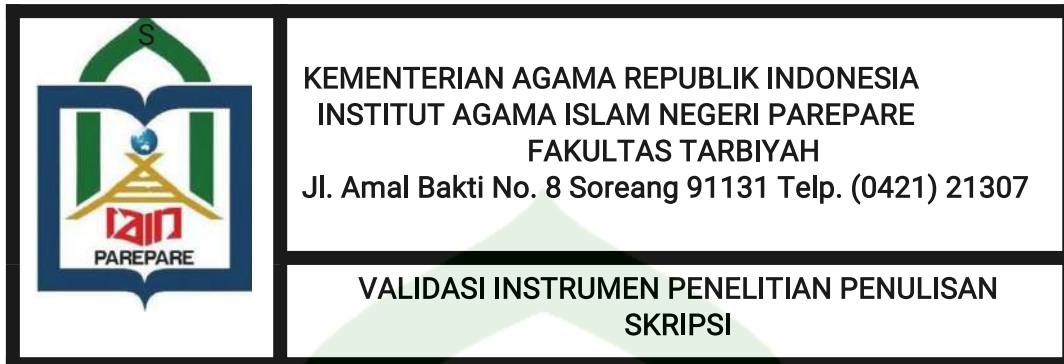 S
iain
PAREPARE
KEMENTERIAN AGAMA REPUBLIK INDONESIA
INSTITUT AGAMA ISLAM NEGERI PAREPARE
FAKULTAS TARBIYAH
Jl. Amal Bakti No. 8 Soreang 91131 Telp. (0421) 21307
VALIDASI INSTRUMEN PENELITIAN PENULISAN
SKRIPSI